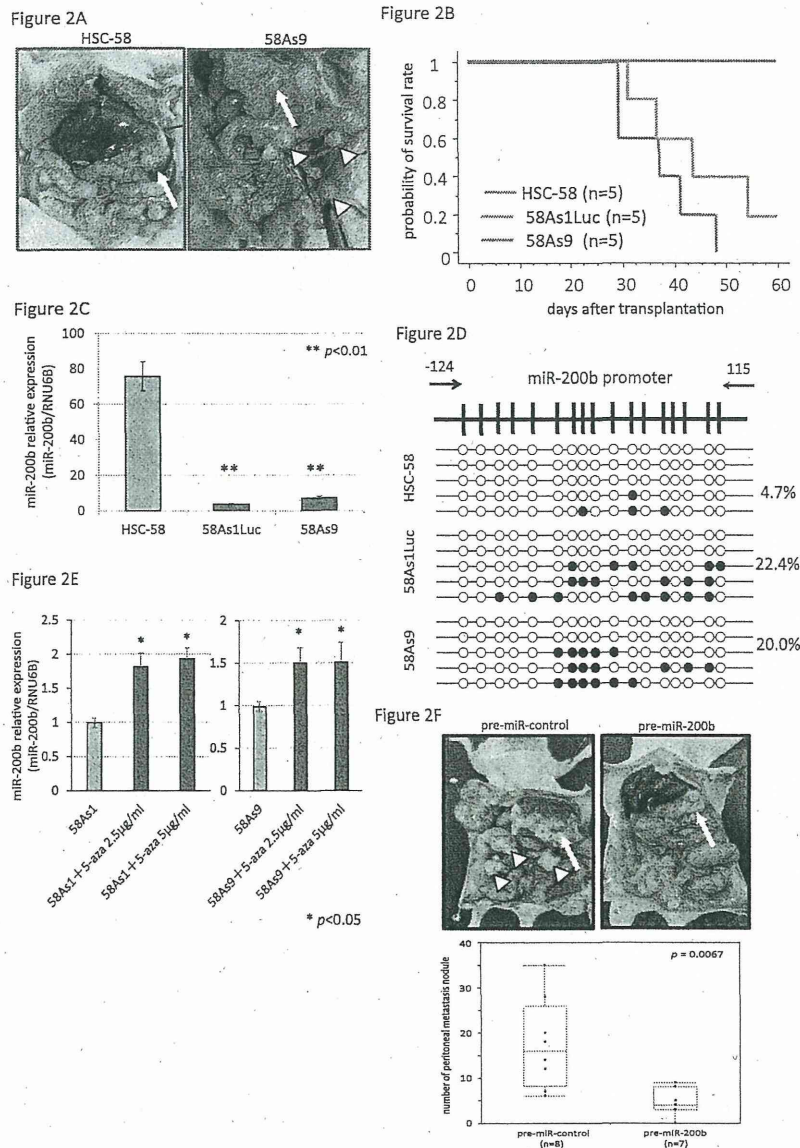 Figure 2A
HSC-58
58As9
Figure 2B
probability of survival rate
1
0.8
0.6
0.4
0.2
0
HSC-58 (n=5)
58As1Luc (n=5)
58As9 (n=5)
0 10 20 30 40 50 60
days after transplantation
Figure 2C
miR-200b relative expression
(miR-200b/RNU6B)
100
80
60
40
20
0
** p<0.01
**
**
HSC-58
58As1Luc
58As9
Figure 2D
-124
miR-200b promoter
115
HSC-58
4.7%
58As1Luc
22.4%
58As9
20.0%
Figure 2E
miR-200b relative expression
(miR-200b/RNU6B)
2.5
2
1.5
1
0.5
0
*
*
58As1
58As1+5-aza 2.5μg/ml
58As1+5-aza 5μg/ml
2
1.5
1
0.5
0
*
*
58As9
58As9+5-aza 2.5μg/ml
58As9+5-aza 5μg/ml
* p<0.05
Figure 2F
pre-miR-control
pre-miR-200b
number of peritoneal metastasis nodule
40
30
20
10
0
p = 0.0067
pre-miR-control
(n=8)
pre-miR-200b
(n=7)